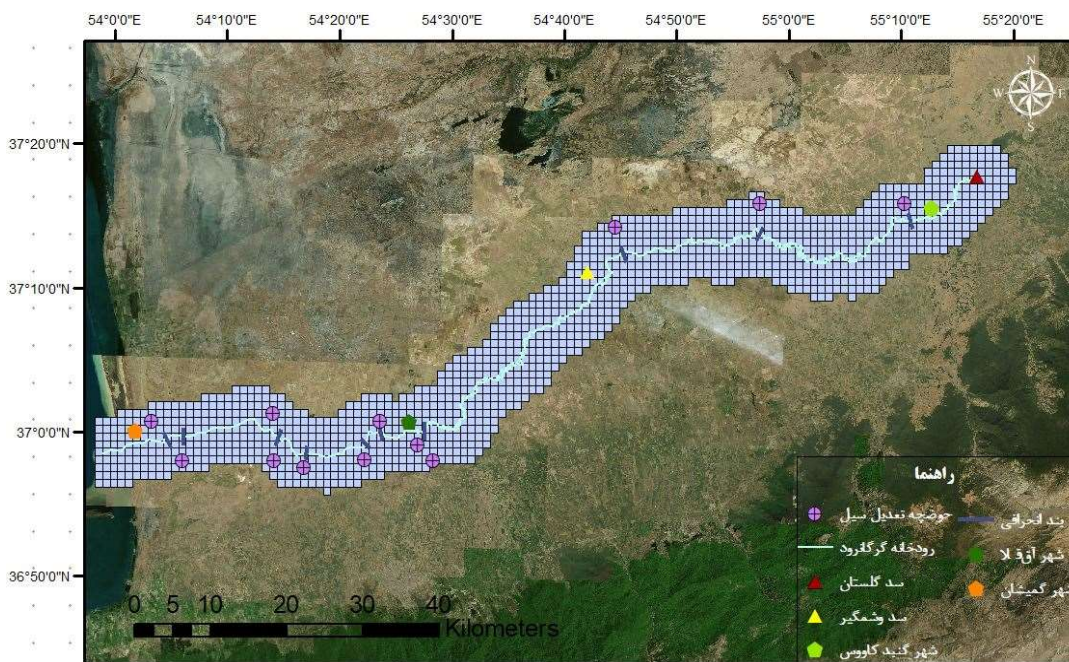 54°0'0"E 54°10'0"E 54°20'0"E 54°30'0"E 54°40'0"E 54°50'0"E 55°0'0"E 55°10'0"E 55°20'0"E
N
W E
S
37°20'0"N
37°10'0"N
37°0'0"N
36°50'0"N
راهنما
حوضچه تعدیل سیل
بند انحرافی
رودخانه گرگانرود
شهر آق‌ق لا
سد گلستان
شهر گمیشان
سد وشمگیر
شهر گنبد کاووس
0 5 10 20 30 40
Kilometers